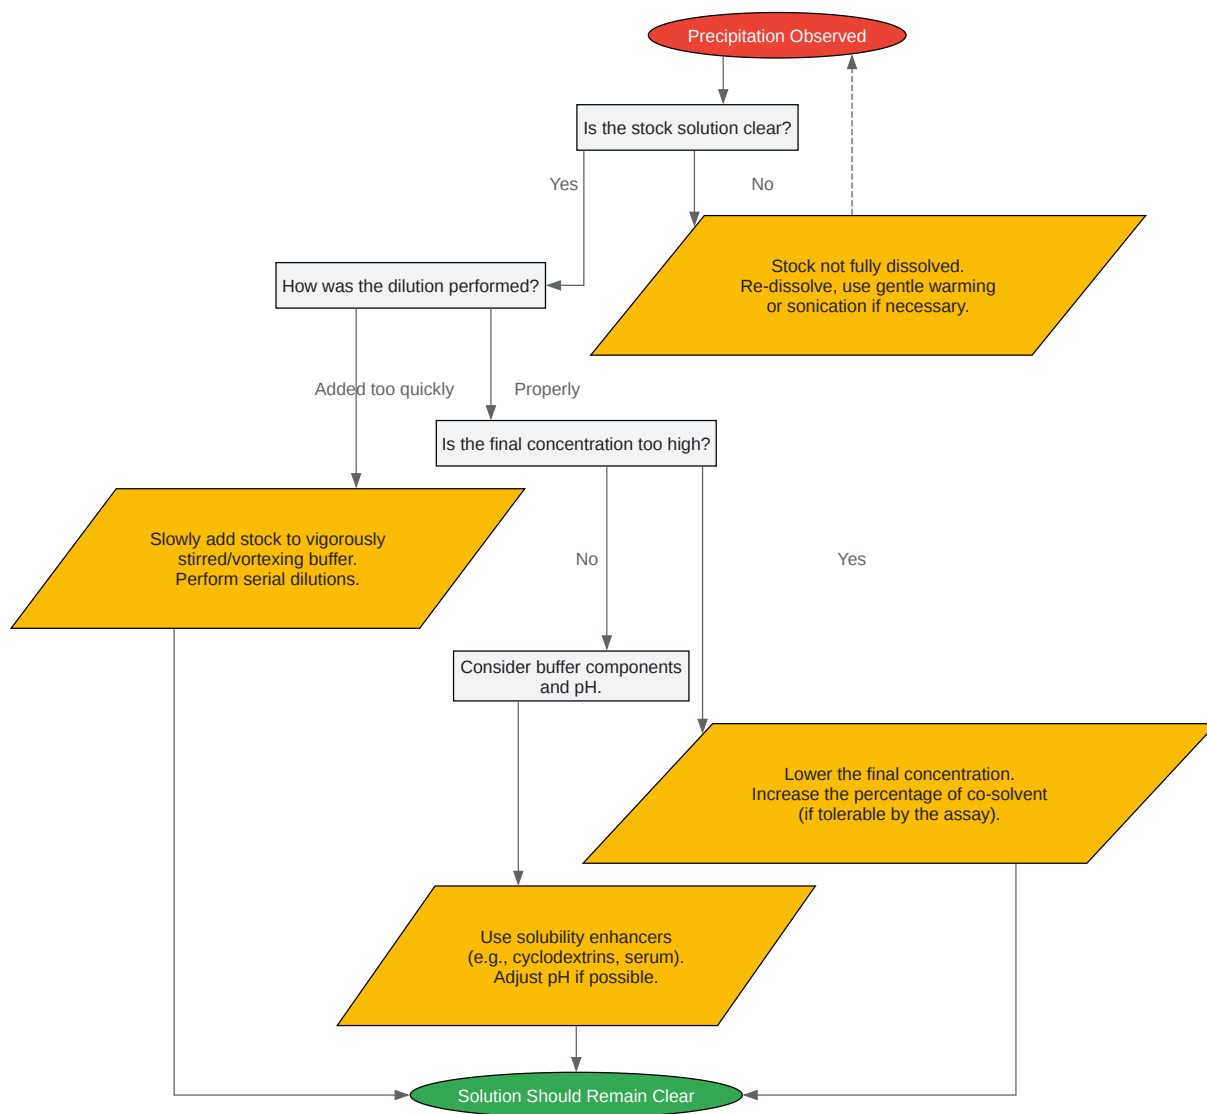 Precipitation Observed
Is the stock solution clear?
Yes
No
Stock not fully dissolved.
Re-dissolve, use gentle warming
or sonication if necessary.
How was the dilution performed?
Added too quickly
Properly
Is the final concentration too high?
Slowly add stock to vigorously
stirred/vortexing buffer.
Perform serial dilutions.
No
Yes
Consider buffer components
and pH.
Lower the final concentration.
Increase the percentage of co-solvent
(if tolerable by the assay).
Use solubility enhancers
(e.g., cyclodextrins, serum).
Adjust pH if possible.
Solution Should Remain Clear